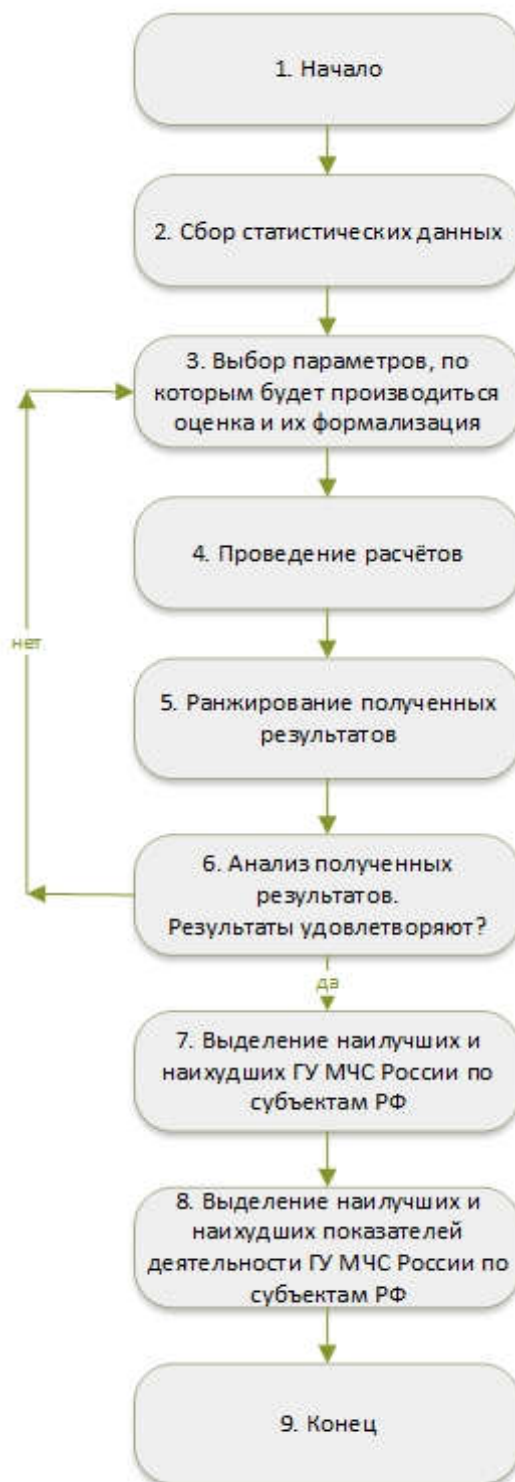 1. Начало
2. Сбор статистических данных
3. Выбор параметров, по
которым будет производиться
оценка и их формализация
4. Проведение расчётов
нет
5. Ранжирование полученных
результатов
6. Анализ полученных
результатов.
Результаты удовлетворяют?
да
7. Выделение наилучших и
наихудших ГУ МЧС России по
субъектам РФ
8. Выделение наилучших и
наихудших показателей
деятельности ГУ МЧС России по
субъектам РФ
9. Конец